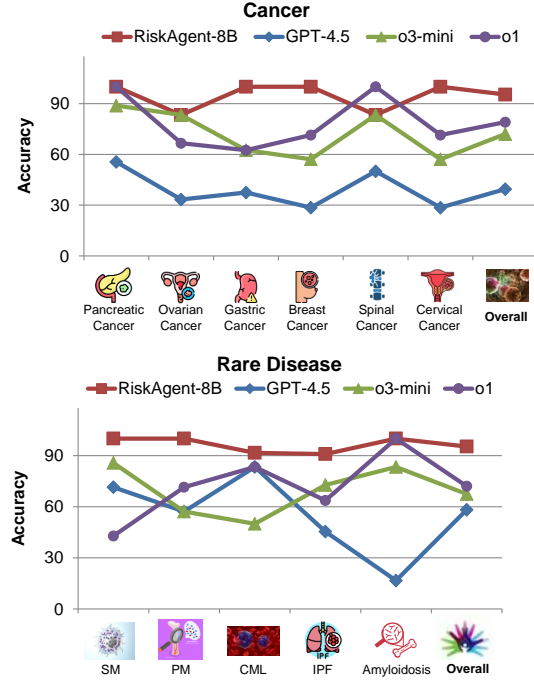 Cancer
RiskAgent-8B GPT-4.5 o3-mini o1
Accuracy
90
60
30
0
Pancreatic Cancer
Ovarian Cancer
Gastric Cancer
Breast Cancer
Spinal Cancer
Cervical Cancer
Overall
Rare Disease
RiskAgent-8B GPT-4.5 o3-mini o1
Accuracy
90
60
30
0
IPF
SM PM CML IPF Amyloidosis Overall